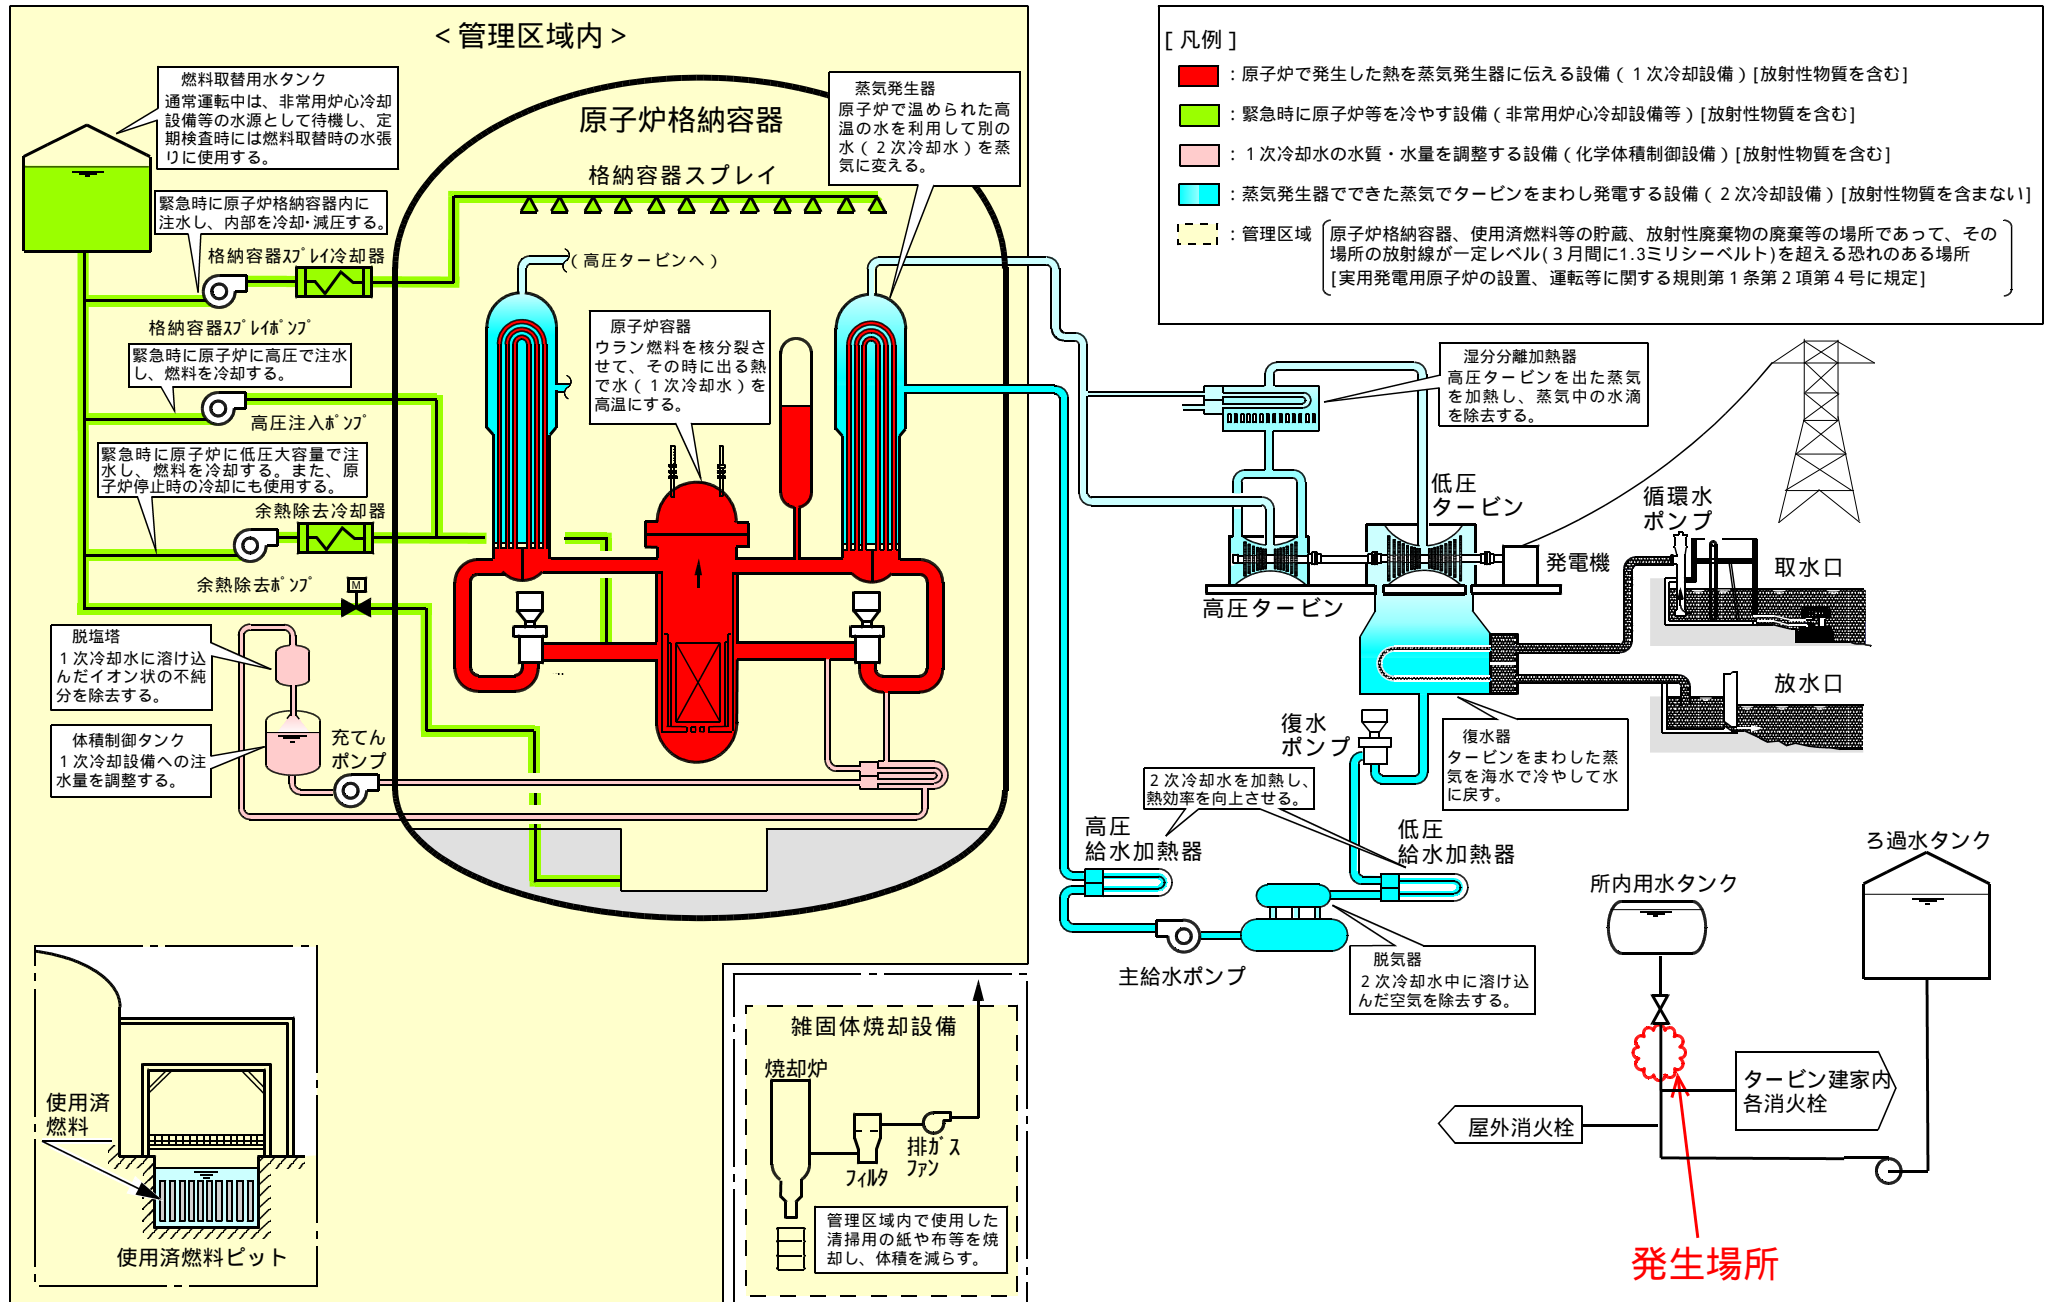 ＜管理区域内＞
燃料取替用水タンク
通常運転中は、非常用炉心冷却
設備等の水源として待機し、定
期検査時には燃料取替時の水張
りに使用する。
緊急時に原子炉格納容器内に
注水し、内部を冷却･減圧する。
格納容器ｽﾌﾟﾚｲ冷却器
格納容器ｽﾌﾟﾚｲﾎﾟﾝﾌﾟ
緊急時に原子炉に高圧で注水
し、燃料を冷却する。
高圧注入ﾎﾟﾝﾌﾟ
緊急時に原子炉に低圧大容量で注
水し、燃料を冷却する。また、原
子炉停止時の冷却にも使用する。
余熱除去冷却器
余熱除去ﾎﾟﾝﾌﾟ
M
脱塩塔
１次冷却水に溶け込
んだイオン状の不純
分を除去する。
体積制御タンク
１次冷却設備への注
水量を調整する。
充てん
ポンプ
原子炉格納容器
格納容器スプレイ
（高圧タービンへ）
蒸気発生器
原子炉で温められた高
温の水を利用して別の
水（２次冷却水）を蒸
気に変える。
原子炉容器
ウラン燃料を核分裂さ
せて、その時に出る熱
で水（１次冷却水）を
高温にする。
使用済
燃料
使用済燃料ピット
雑固体焼却設備
焼却炉
フィルタ
排ｶﾞｽ
ファン
管理区域内で使用した
清掃用の紙や布等を焼
却し、体積を減らす。
[ 凡例 ]
：原子炉で発生した熱を蒸気発生器に伝える設備（１次冷却設備）[放射性物質を含む]
：緊急時に原子炉等を冷やす設備（非常用炉心冷却設備等）[放射性物質を含む]
：１次冷却水の水質・水量を調整する設備（化学体積制御設備）[放射性物質を含む]
：蒸気発生器でできた蒸気でタービンをまわし発電する設備（２次冷却設備）[放射性物質を含まない]
：管理区域
原子炉格納容器、使用済燃料等の貯蔵、放射性廃棄物の廃棄等の場所であって、その
場所の放射線が一定レベル(３月間に1.3ミリシーベルト)を超える恐れのある場所
[実用発電用原子炉の設置、運転等に関する規則第１条第２項第４号に規定]
湿分分離加熱器
高圧タービンを出た蒸気
を加熱し、蒸気中の水滴
を除去する。
低圧
タービン
高圧タービン
発電機
循環水
ポンプ
取水口
放水口
復水
ポンプ
復水器
タービンをまわした蒸
気を海水で冷やして水
に戻す。
２次冷却水を加熱し、
熱効率を向上させる。
高圧
給水加熱器
低圧
給水加熱器
主給水ポンプ
脱気器
２次冷却水中に溶け込
んだ空気を除去する。
所内用水タンク
ろ過水タンク
タービン建家内
各消火栓
屋外消火栓
発生場所